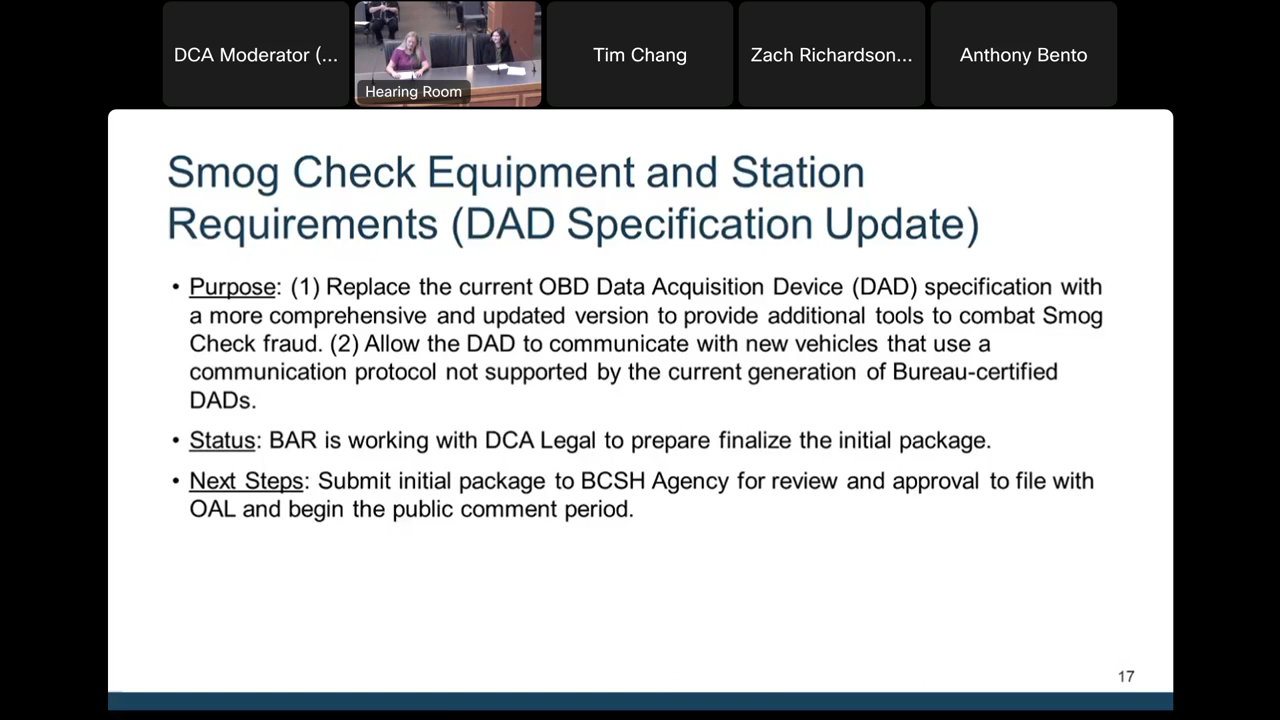 DCA Moderator (...
Hearing Room
Tim Chang
Zach Richardson...
Anthony Bento
Smog Check Equipment and Station
Requirements (DAD Specification Update)
• Purpose: (1) Replace the current OBD Data Acquisition Device (DAD) specification with
a more comprehensive and updated version to provide additional tools to combat Smog
Check fraud. (2) Allow the DAD to communicate with new vehicles that use a
communication protocol not supported by the current generation of Bureau-certified
DADs.
• Status: BAR is working with DCA Legal to prepare finalize the initial package.
• Next Steps: Submit initial package to BCSH Agency for review and approval to file with
OAL and begin the public comment period.
17